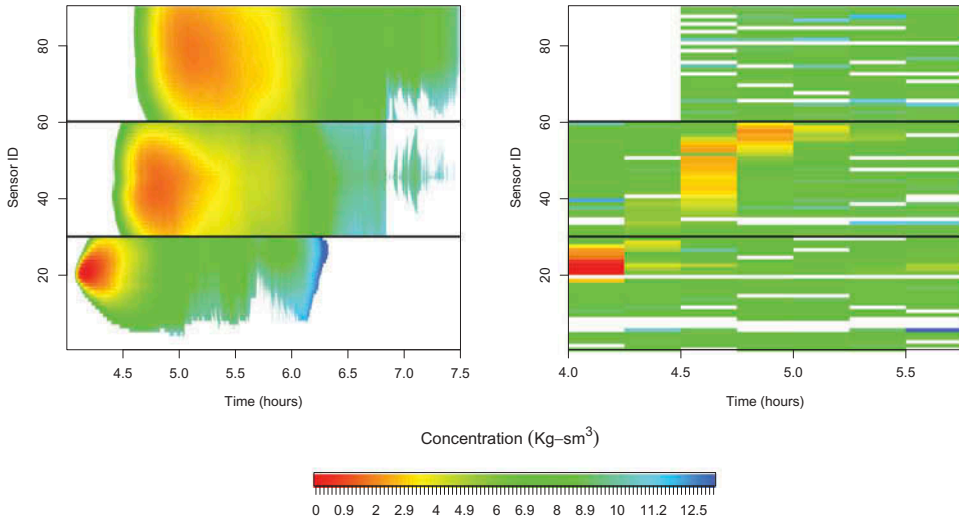 80
60
40
20
Sensor ID
4.5 5.0 5.5 6.0 6.5 7.0 7.5
Time (hours)
80
60
40
20
Sensor ID
4.0 4.5 5.0 5.5
Time (hours)
Concentration (Kg−sm³)
0 0.9 2 2.9 4 4.9 6 6.9 8 8.9 10 11.2 12.5